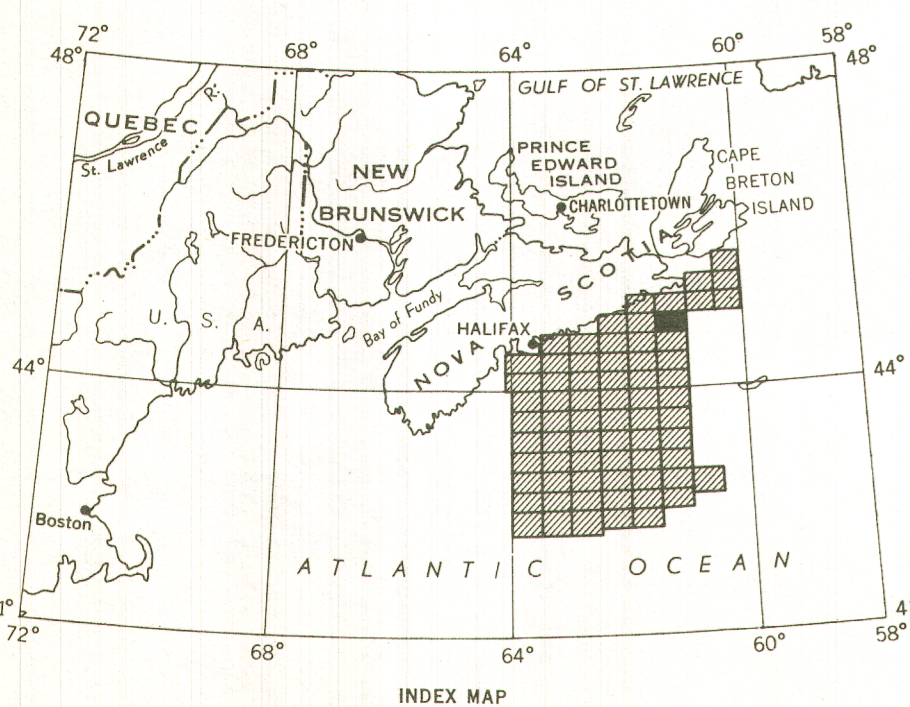 72°
68°
64°
60°
58°
48°
48°
GULF OF ST. LAWRENCE
R.
QUEBEC
St. Lawrence
PRINCE
EDWARD
ISLAND
CAPE
BRETON
ISLAND
NEW
BRUNSWICK
CHARLOTTETOWN
FREDERICTON
NOVA SCOTIA
U. S. A.
Bay of Fundy
HALIFAX
44°
44°
Boston
ATLANTIC OCEAN
1°
4
72°
68°
64°
60°
58°
INDEX MAP